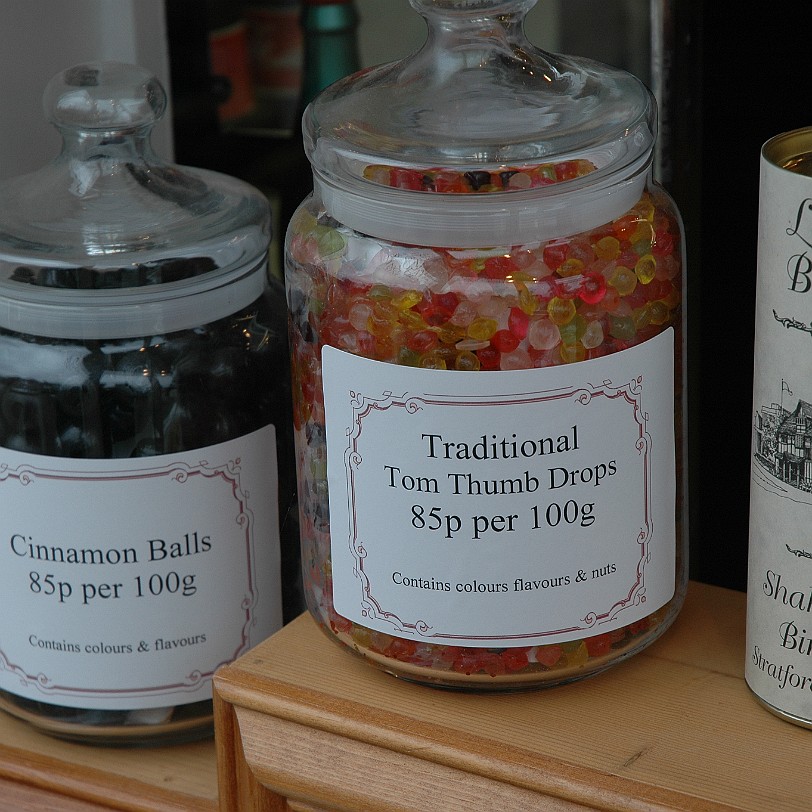 Cinnamon Balls
85p per 100g
Contains colours & flavours
Traditional
Tom Thumb Drops
85p per 100g
Contains colours flavours & nuts